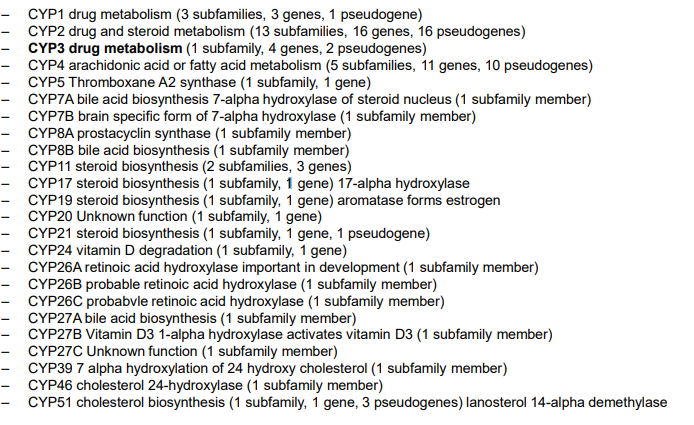 – CYP1 drug metabolism (3 subfamilies, 3 genes, 1 pseudogene)
– CYP2 drug and steroid metabolism (13 subfamilies, 16 genes, 16 pseudogenes)
– CYP3 drug metabolism (1 subfamily, 4 genes, 2 pseudogenes)
– CYP4 arachidonic acid or fatty acid metabolism (5 subfamilies, 11 genes, 10 pseudogenes)
– CYP5 Thromboxane A2 synthase (1 subfamily, 1 gene)
– CYP7A bile acid biosynthesis 7-alpha hydroxylase of steroid nucleus (1 subfamily member)
– CYP7B brain specific form of 7-alpha hydroxylase (1 subfamily member)
– CYP8A prostacyclin synthase (1 subfamily member)
– CYP8B bile acid biosynthesis (1 subfamily member)
– CYP11 steroid biosynthesis (2 subfamilies, 3 genes)
– CYP17 steroid biosynthesis (1 subfamily, 1 gene) 17-alpha hydroxylase
– CYP19 steroid biosynthesis (1 subfamily, 1 gene) aromatase forms estrogen
– CYP20 Unknown function (1 subfamily, 1 gene)
– CYP21 steroid biosynthesis (1 subfamily, 1 gene, 1 pseudogene)
– CYP24 vitamin D degradation (1 subfamily, 1 gene)
– CYP26A retinoic acid hydroxylase important in development (1 subfamily member)
– CYP26B probable retinoic acid hydroxylase (1 subfamily member)
– CYP26C probabvle retinoic acid hydroxylase (1 subfamily member)
– CYP27A bile acid biosynthesis (1 subfamily member)
– CYP27B Vitamin D3 1-alpha hydroxylase activates vitamin D3 (1 subfamily member)
– CYP27C Unknown function (1 subfamily member)
– CYP39 7 alpha hydroxylation of 24 hydroxy cholesterol (1 subfamily member)
– CYP46 cholesterol 24-hydroxylase (1 subfamily member)
– CYP51 cholesterol biosynthesis (1 subfamily, 1 gene, 3 pseudogenes) lanosterol 14-alpha demethylase